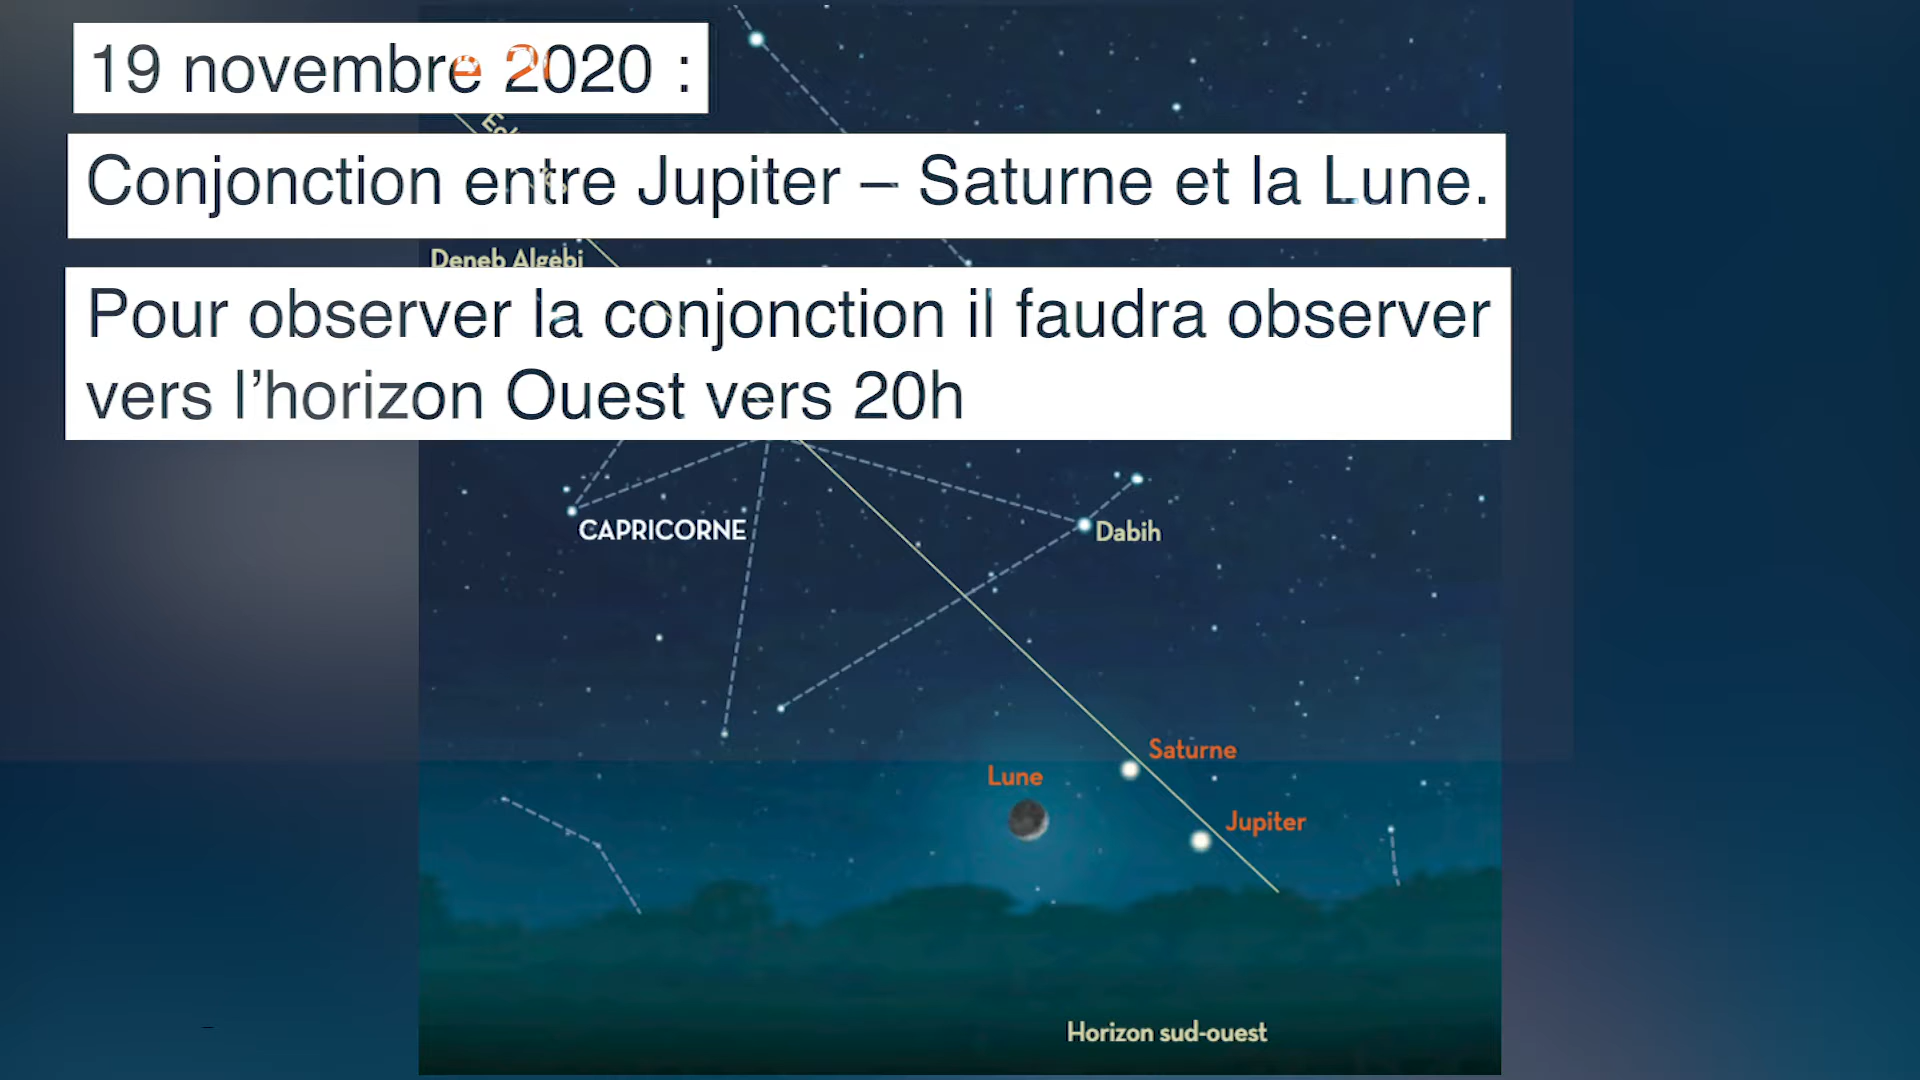 19 novembre 2020 :
Conjonction entre Jupiter – Saturne et la Lune.
Deneb Algebi
Pour observer la conjonction il faudra observer
vers l’horizon Ouest vers 20h
CAPRICORNE
Dabih
Saturne
Lune
Jupiter
Horizon sud-ouest